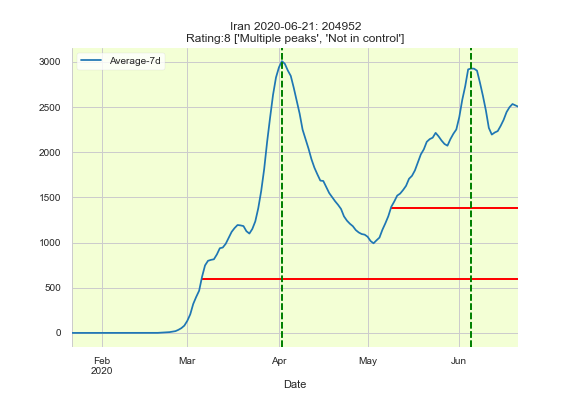 Iran 2020-06-21: 204952
Rating:8 ['Multiple peaks', 'Not in control']
Average-7d
3000
2500
2000
1500
1000
500
0
Feb
2020
Mar
Apr
May
Jun
Date